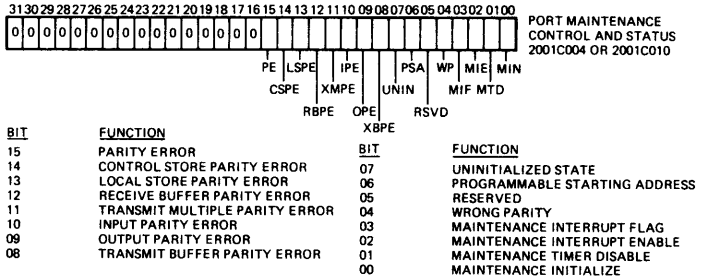 31 30 29 28 27 26 25 24 23 22 21 20 19 18 17 16 15 14 13 12 11 10 09 08 07 06 05 04 03 02 01 00
0 0 0 0 0 0 0 0 0 0 0 0 0 0 0 0
PORT MAINTENANCE
CONTROL AND STATUS
2001C004 OR 2001C010
PE LSPE IPE PSA WP MIE MIN
CSPE XMPE UNIN MIF MTD
RBPE OPE RSVD
XBPE
BIT FUNCTION
15 PARITY ERROR
14 CONTROL STORE PARITY ERROR
13 LOCAL STORE PARITY ERROR
12 RECEIVE BUFFER PARITY ERROR
11 TRANSMIT MULTIPLE PARITY ERROR
10 INPUT PARITY ERROR
09 OUTPUT PARITY ERROR
08 TRANSMIT BUFFER PARITY ERROR
BIT FUNCTION
07 UNINITIALIZED STATE
06 PROGRAMMABLE STARTING ADDRESS
05 RESERVED
04 WRONG PARITY
03 MAINTENANCE INTERRUPT FLAG
02 MAINTENANCE INTERRUPT ENABLE
01 MAINTENANCE TIMER DISABLE
00 MAINTENANCE INITIALIZE